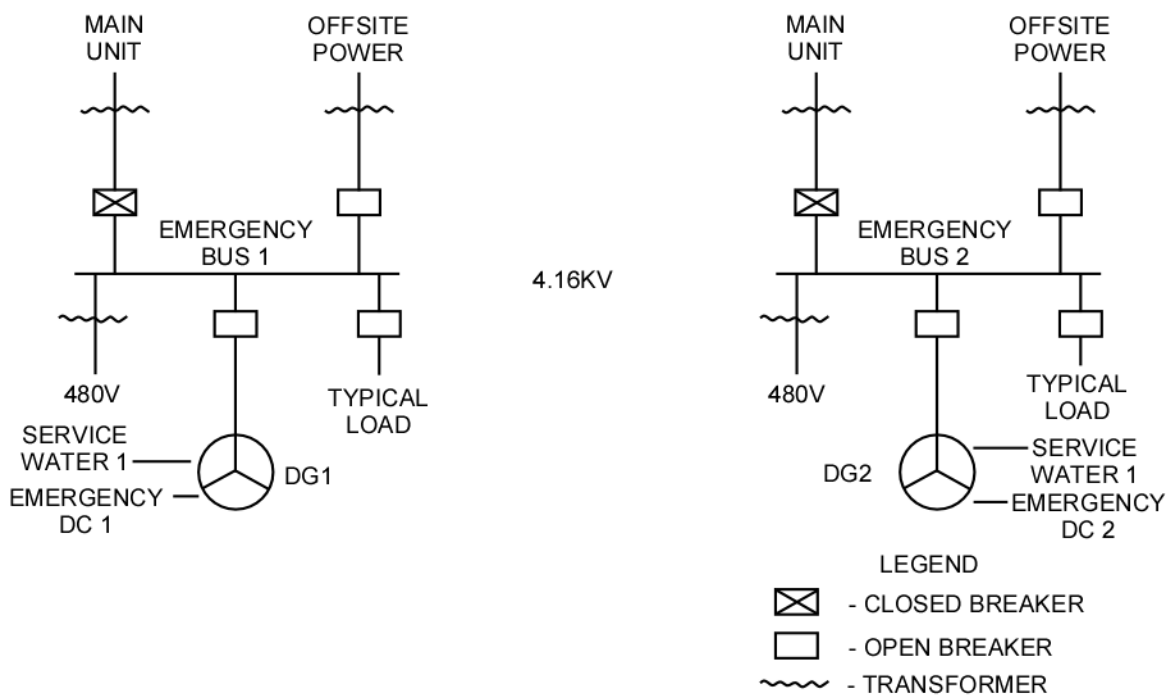 MAIN
UNIT
OFFSITE
POWER
MAIN
UNIT
OFFSITE
POWER
EMERGENCY
BUS 1
4.16KV
EMERGENCY
BUS 2
480V
TYPICAL
LOAD
480V
TYPICAL
LOAD
SERVICE
WATER 1
DG1
EMERGENCY
DC 1
DG2
SERVICE
WATER 1
EMERGENCY
DC 2
LEGEND
- CLOSED BREAKER
- OPEN BREAKER
- TRANSFORMER